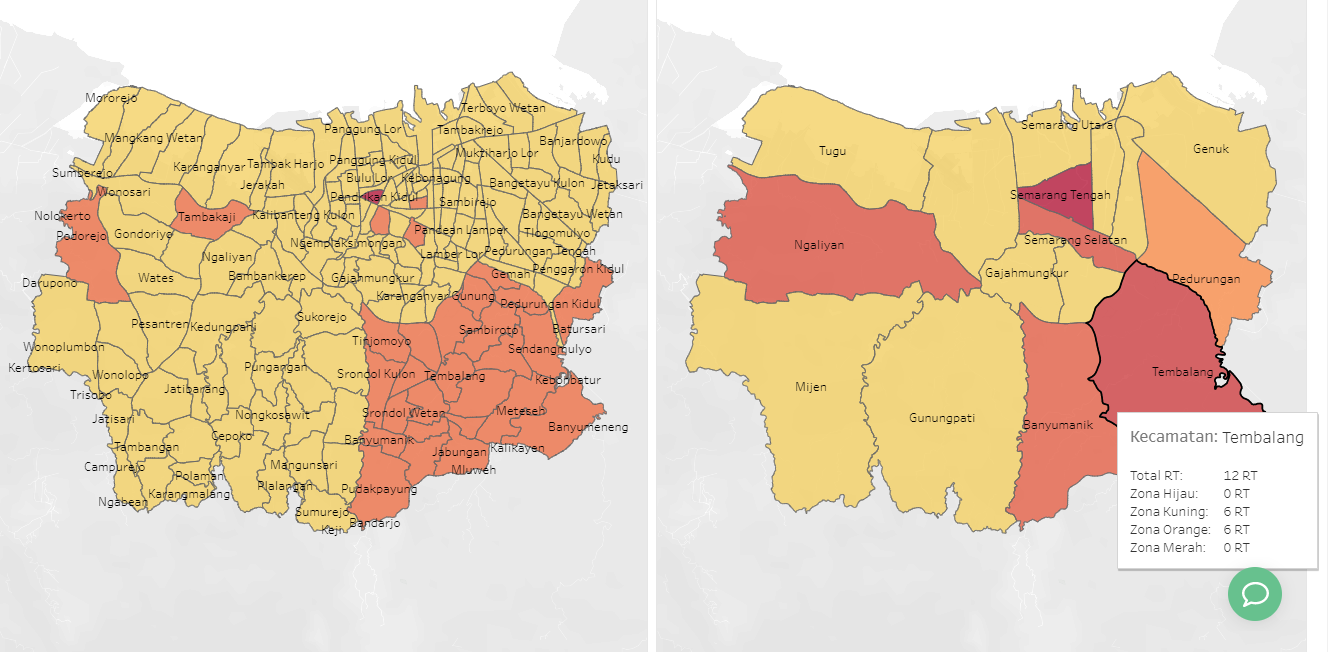 Mororejo
Terboyo Wetan
Panggung Lor
Tambakrejo
Mangkang Wetan
Banjardowo
Muktiharjo Lor
Kudu
Panggung Kidul
Karanganyar
Tambak Harjo
Sumberejo
Bulu Lor
Kebonagung
Jerakah
Bangetayu Kulon
Jetaksari
Wonosari
Pendrikan Kidul
Sambirejo
Nolokerto
Tambakaji
Kalibanteng Kulon
Bangetayu Wetan
Podorejo
Gondoriyo
Pandean Lamper
Tlogomulyo
Ngemplaksimongan
Ngaliyan
Lamper Lor
Pedurungan Tengah
Wates
Bambankerep
Gajahmungkur
Gemah
Penggaron Kidul
Darupono
Karanganyar Gunung
Pedurungan Kidul
Pesantren
Kedungpani
Sukorejo
Sambiroto
Batursari
Wonoplumbon
Tinjomoyo
Sendangmulyo
Kertosari
Wonolopo
Pungangan
Srondol Kulon
Tembalang
Kebonbatur
Trisobo
Jatibarang
Jatisari
Nongkosawit
Srondol Wetan
Meteseh
Banyumeneng
Tambangan
Cepoko
Banyumanik
Jabungan
Kalikayen
Campurejo
Polaman
Mangunsari
Mluweh
Ngabean
Karangmalang
Plalangan
Pudakpayung
Sumurejo
Keji
Bandarjo
Semarang Utara
Tugu
Genuk
Semarang Tengah
Ngaliyan
Semarang Selatan
Gajahmungkur
Pedurungan
Mijen
Tembalang
Gunungpati
Banyumanik
Kecamatan: Tembalang
Total RT: 12 RT
Zona Hijau: 0 RT
Zona Kuning: 6 RT
Zona Orange: 6 RT
Zona Merah: 0 RT